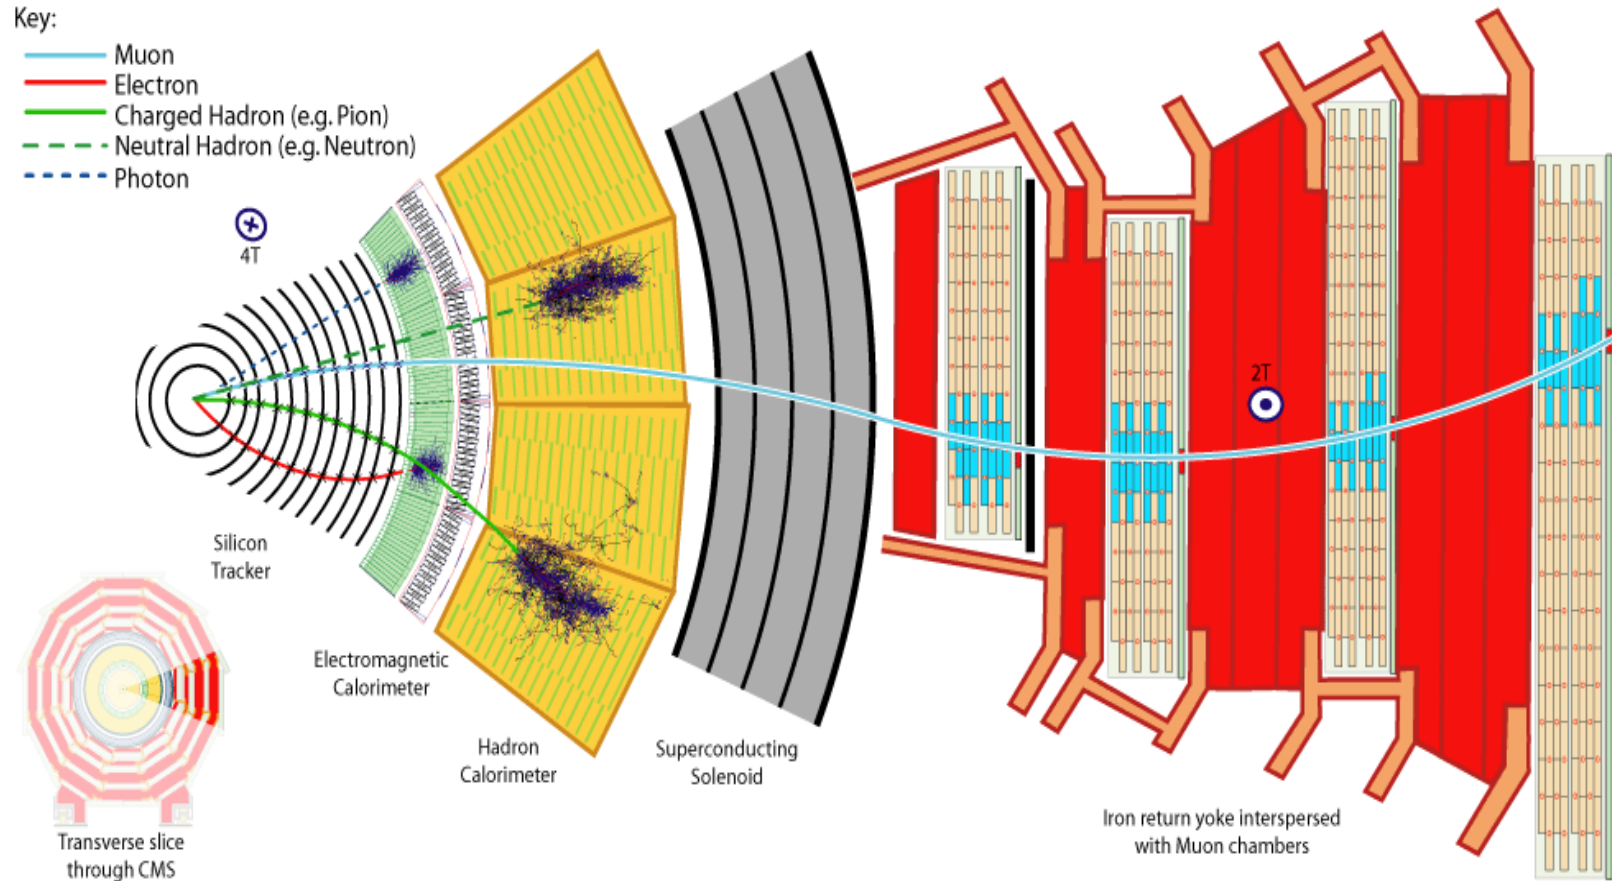 Key:
Muon
Electron
Charged Hadron (e.g. Pion)
Neutral Hadron (e.g. Neutron)
Photon
4T
2T
Silicon
Tracker
Electromagnetic
Calorimeter
Hadron
Calorimeter
Superconducting
Solenoid
Iron return yoke interspersed
with Muon chambers
Transverse slice
through CMS